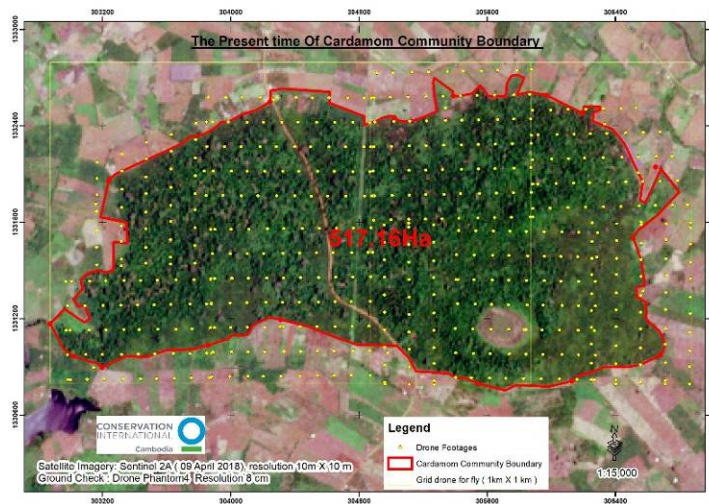 303200 304000 304800 305600 306400
The Present time Of Cardamom Community Boundary
1333000
1332400
1331800
1331200
1330600
517.16Ha
CONSERVATION
INTERNATIONAL
Cambodia
Satellite Imagery: Sentinel 2A ( 09 April 2018), resolution 10m X 10 m
Ground Check : Drone Phantom4, Resolution 8 cm
Legend
Drone Footages
Cardamom Community Boundary
Grid drone for fly ( 1km X 1 km )
N
1:15,000
303200 304000 304800 305600 306400